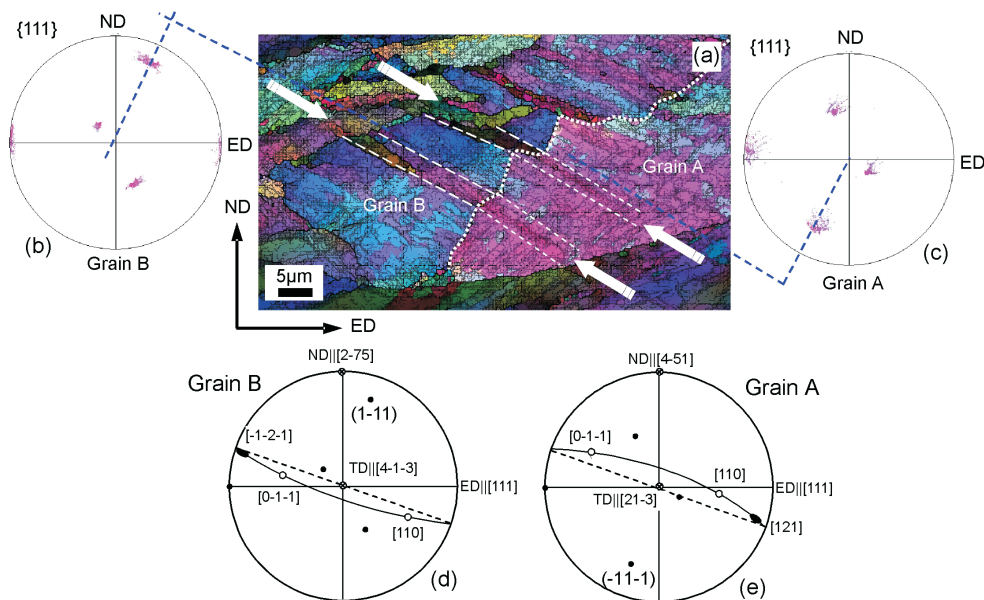 {111}
ND
ED
(b)
Grain B
(a)
Grain A
Grain B
5µm
ND
ED
{111}
ND
ED
(c)
Grain A
Grain B
ND||[2-75]
(1-11)
[-1-2-1]
TD||[4-1-3]
[0-1-1]
[110]
(d)
ND||[4-51]
Grain A
[0-1-1]
[110]
ED||[111]
TD||[21-3]
ED||[111]
[121]
(-11-1)
(e)